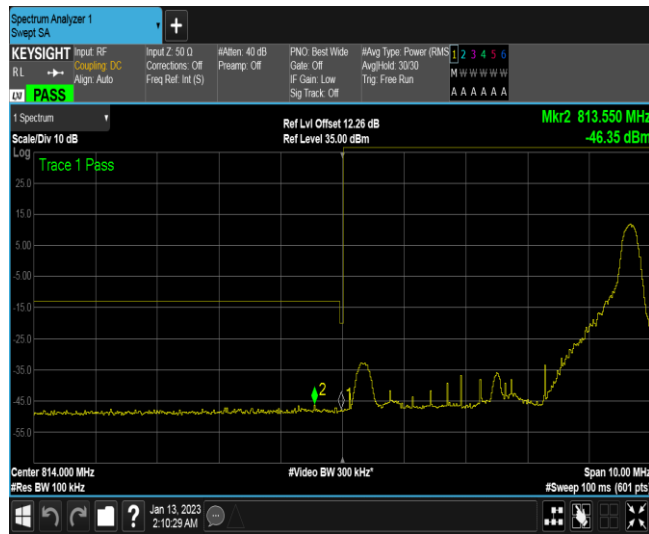 Spectrum Analyzer 1
Swept SA
+
KEYSIGHT Input: RF Input Z: 50 Ω #Atten: 40 dB PNO: Best Wide #Avg Type: Power (RMS 1 2 3 4 5 6
RL Coupling: DC Corrections: Off Preamp: Off Gate: Off Avg|Hold: 30/30 M W W W W W
Align: Auto Freq Ref: Int (S) IF Gain: Low Trig: Free Run
LXI PASS Sig Track: Off A A A A A A
1 Spectrum Ref Lvl Offset 12.26 dB Mkr2 813.550 MHz
Scale/Div 10 dB Ref Level 35.00 dBm -46.35 dBm
Log
Trace 1 Pass
25.0
15.0
5.00
-5.00
-15.0
-25.0
-35.0
-45.0
-55.0
2 1
Center 814.000 MHz #Video BW 300 kHz* Span 10.00 MHz
#Res BW 100 kHz #Sweep 100 ms (601 pts)
? Jan 13, 2023
2:10:29 AM